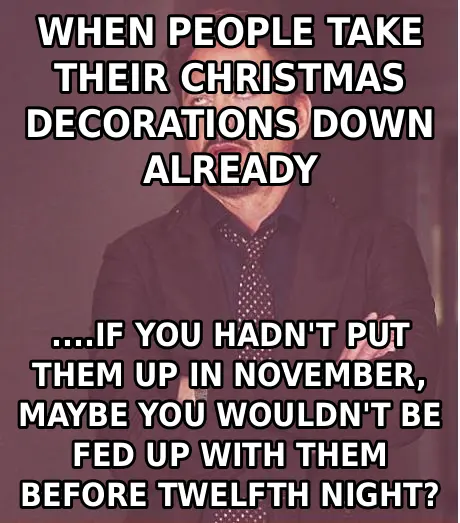 WHEN PEOPLE TAKE
THEIR CHRISTMAS
DECORATIONS DOWN
ALREADY
....IF YOU HADN'T PUT
THEM UP IN NOVEMBER,
MAYBE YOU WOULDN'T BE
FED UP WITH THEM
BEFORE TWELFTH NIGHT?